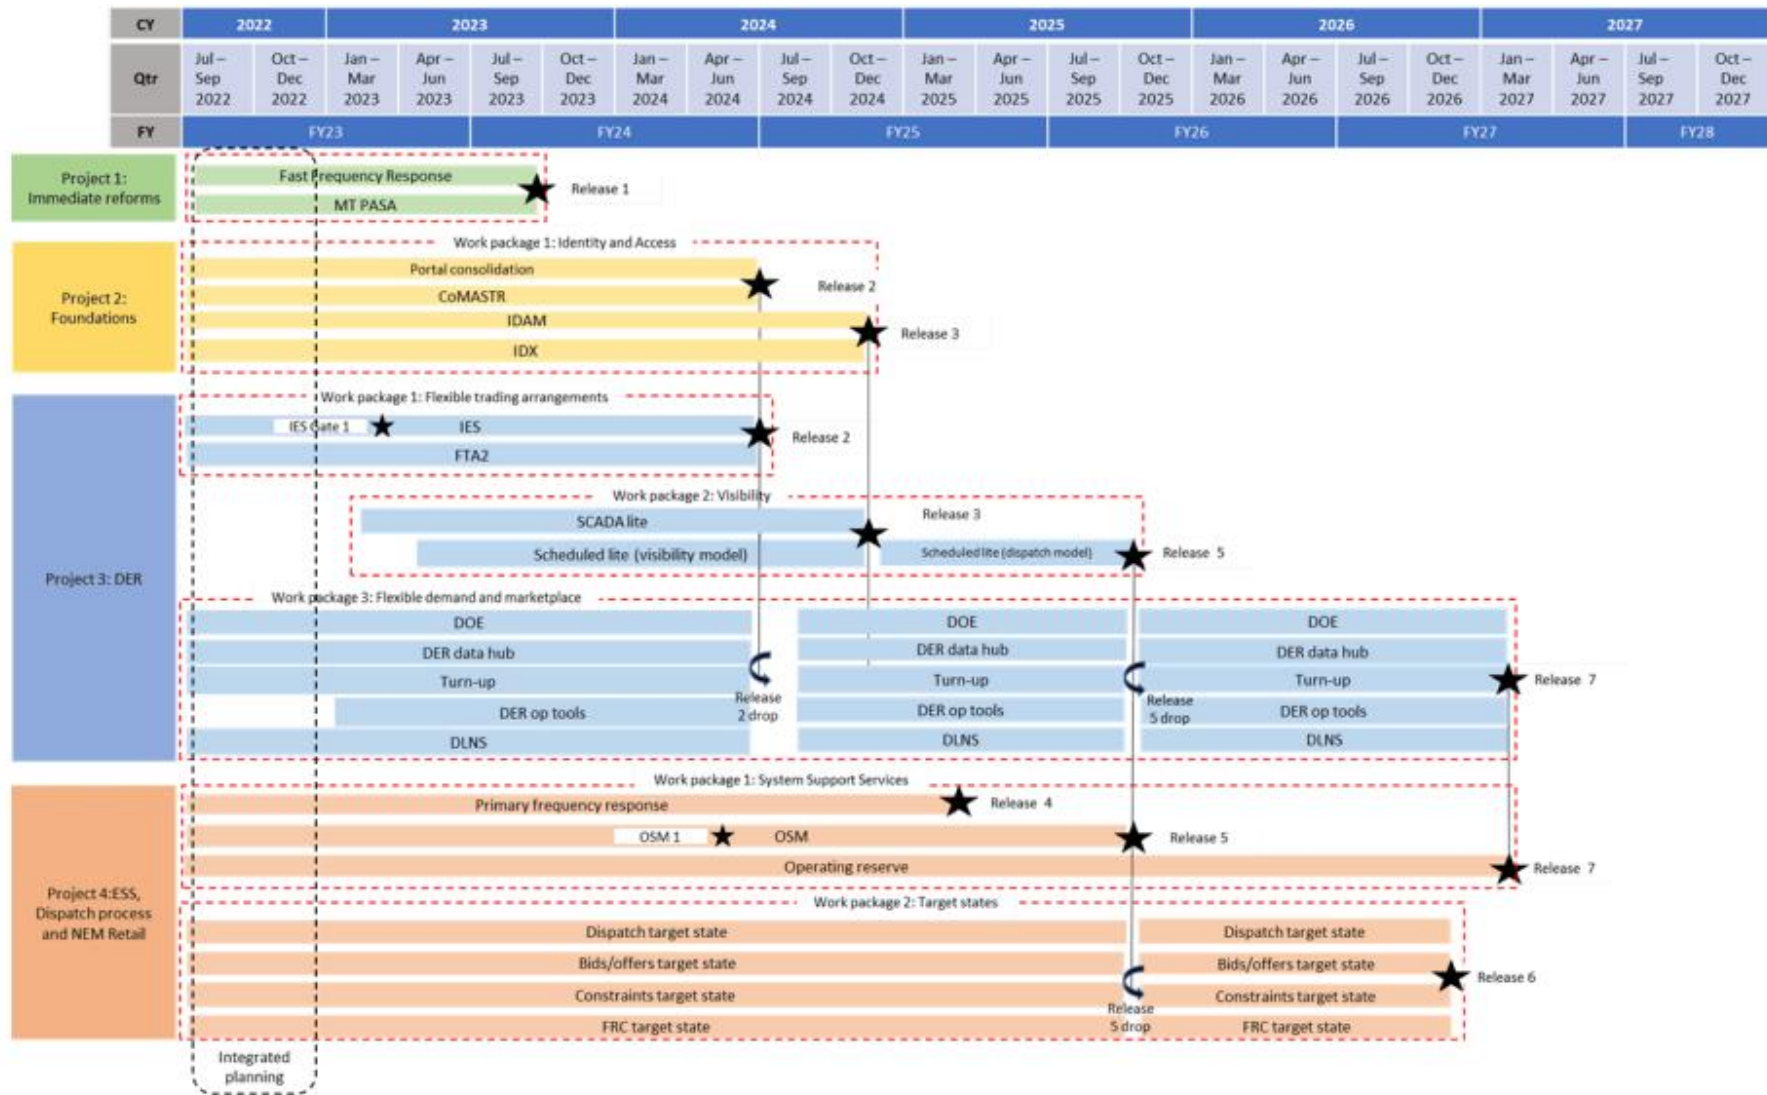 CY 2022 2023 2024 2025 2026 2027
Qtr
Jul – Sep 2022
Oct – Dec 2022
Jan – Mar 2023
Apr – Jun 2023
Jul – Sep 2023
Oct – Dec 2023
Jan – Mar 2024
Apr – Jun 2024
Jul – Sep 2024
Oct – Dec 2024
Jan – Mar 2025
Apr – Jun 2025
Jul – Sep 2025
Oct – Dec 2025
Jan – Mar 2026
Apr – Jun 2026
Jul – Sep 2026
Oct – Dec 2026
Jan – Mar 2027
Apr – Jun 2027
Jul – Sep 2027
Oct – Dec 2027
FY FY23 FY24 FY25 FY26 FY27 FY28
Project 1:
Immediate reforms
Fast Frequency Response
MT PASA
Release 1
Project 2:
Foundations
Work package 1: Identity and Access
Portal consolidation
CoMASTR
Release 2
IDAM
IDX
Release 3
Project 3: DER
Work package 1: Flexible trading arrangements
IES Gate 1
IES
FTA2
Release 2
Work package 2: Visibility
SCADA lite
Release 3
Scheduled lite (visibility model)
Scheduled lite (dispatch model)
Release 5
Work package 3: Flexible demand and marketplace
DOE DOE DOE
DER data hub DER data hub DER data hub
Turn-up Turn-up Turn-up
Release 7
DER op tools DER op tools DER op tools
DLNS DLNS DLNS
Release
2 drop
Release
5 drop
Project 4:ESS,
Dispatch process
and NEM Retail
Work package 1: System Support Services
Primary frequency response
Release 4
OSM 1
OSM
Release 5
Operating reserve
Release 7
Work package 2: Target states
Dispatch target state Dispatch target state
Bids/offers target state Bids/offers target state
Release 6
Constraints target state Constraints target state
FRC target state FRC target state
Release
5 drop
Integrated
planning